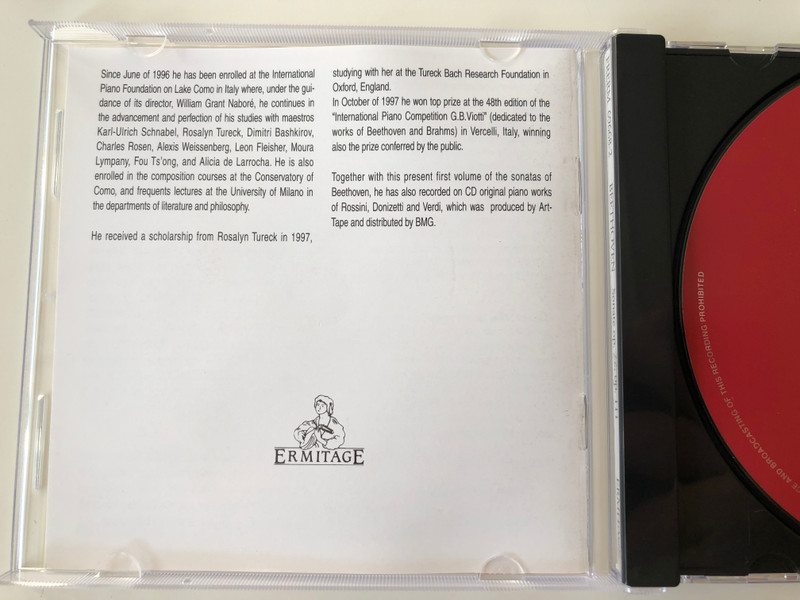 Since June of 1996 he has been enrolled at the International
Piano Foundation on Lake Como in Italy where, under the gui-
dance of its director, William Grant Naboré, he continues in
the advancement and perfection of his studies with maestros
Karl-Ulrich Schnabel, Rosalyn Tureck, Dimitri Bashkirov,
Charles Rosen, Alexis Weissenberg, Leon Fleisher, Moura
Lympany, Fou Ts'ong, and Alicia de Larrocha. He is also
enrolled in the composition courses at the Conservatory of
Como, and frequents lectures at the University of Milano in
the departments of literature and philosophy.
He received a scholarship from Rosalyn Tureck in 1997,
studying with her at the Tureck Bach Research Foundation in
Oxford, England.
In October of 1997 he won top prize at the 48th edition of the
"International Piano Competition G.B.Viotti" (dedicated to the
works of Beethoven and Brahms) in Vercelli, Italy, winning
also the prize conferred by the public.
Together with this present first volume of the sonatas of
Beethoven, he has also recorded on CD original piano works
of Rossini, Donizetti and Verdi, which was produced by Art-
Tape and distributed by BMG.
ERMITAGE
BEETHOVEN
AND BROADCASTING OF THIS RECORDING PROHIBITED